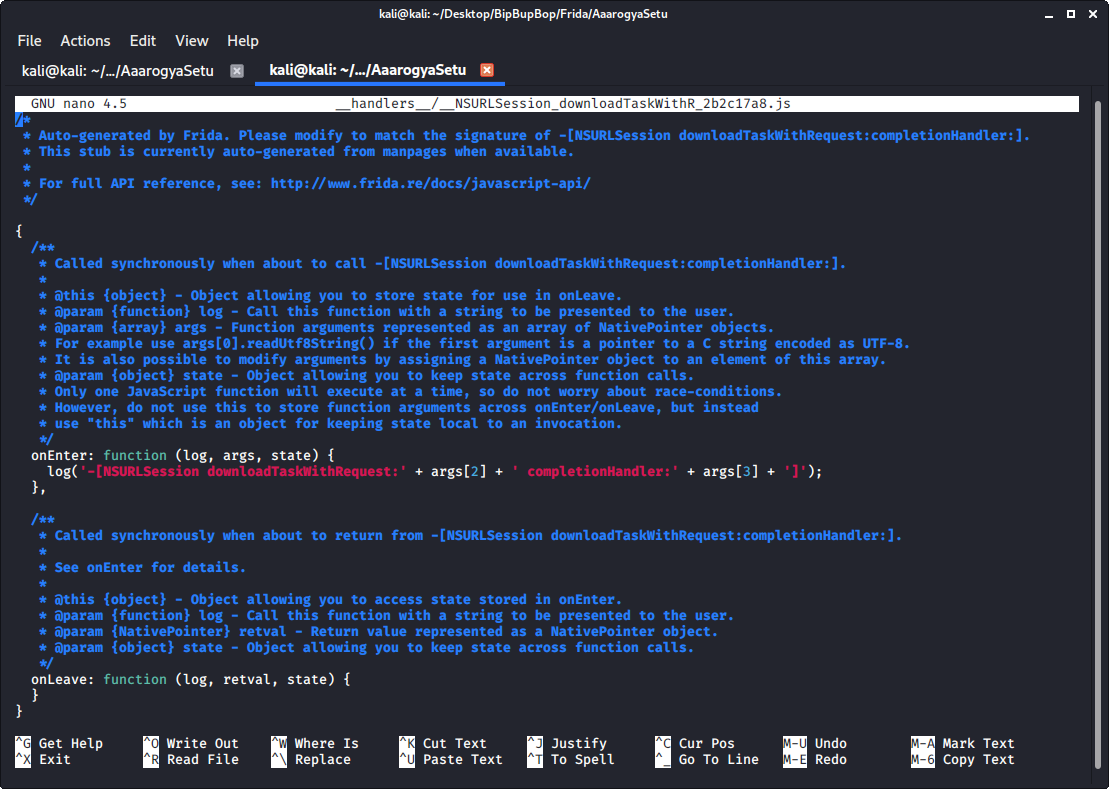 kali@kali: ~/Desktop/BipBupBop/Frida/AaarogyaSetu
File Actions Edit View Help
kali@kali: ~/.../AaarogyaSetu kali@kali: ~/.../AaarogyaSetu
GNU nano 4.5 __handlers__/__NSURLSession_downloadTaskWithR_2b2c17a8.js
/*
 * Auto-generated by Frida. Please modify to match the signature of -[NSURLSession downloadTaskWithRequest:completionHandler:].
 * This stub is currently auto-generated from manpages when available.
 *
 * For full API reference, see: http://www.frida.re/docs/javascript-api/
 */
{
  /**
   * Called synchronously when about to call -[NSURLSession downloadTaskWithRequest:completionHandler:].
   *
   * @this {object} - Object allowing you to store state for use in onLeave.
   * @param {function} log - Call this function with a string to be presented to the user.
   * @param {array} args - Function arguments represented as an array of NativePointer objects.
   * For example use args[0].readUtf8String() if the first argument is a pointer to a C string encoded as UTF-8.
   * It is also possible to modify arguments by assigning a NativePointer object to an element of this array.
   * @param {object} state - Object allowing you to keep state across function calls.
   * Only one JavaScript function will execute at a time, so do not worry about race-conditions.
   * However, do not use this to store function arguments across onEnter/onLeave, but instead
   * use "this" which is an object for keeping state local to an invocation.
   */
  onEnter: function (log, args, state) {
    log('-[NSURLSession downloadTaskWithRequest:' + args[2] + ' completionHandler:' + args[3] + ']');
  },
  /**
   * Called synchronously when about to return from -[NSURLSession downloadTaskWithRequest:completionHandler:].
   *
   * See onEnter for details.
   *
   * @this {object} - Object allowing you to access state stored in onEnter.
   * @param {function} log - Call this function with a string to be presented to the user.
   * @param {NativePointer} retval - Return value represented as a NativePointer object.
   * @param {object} state - Object allowing you to keep state across function calls.
   */
  onLeave: function (log, retval, state) {
  }
}
^G Get Help ^O Write Out ^W Where Is ^K Cut Text ^J Justify ^C Cur Pos M-U Undo M-A Mark Text
^X Exit ^R Read File ^\ Replace ^U Paste Text ^T To Spell ^_ Go To Line M-E Redo M-6 Copy Text